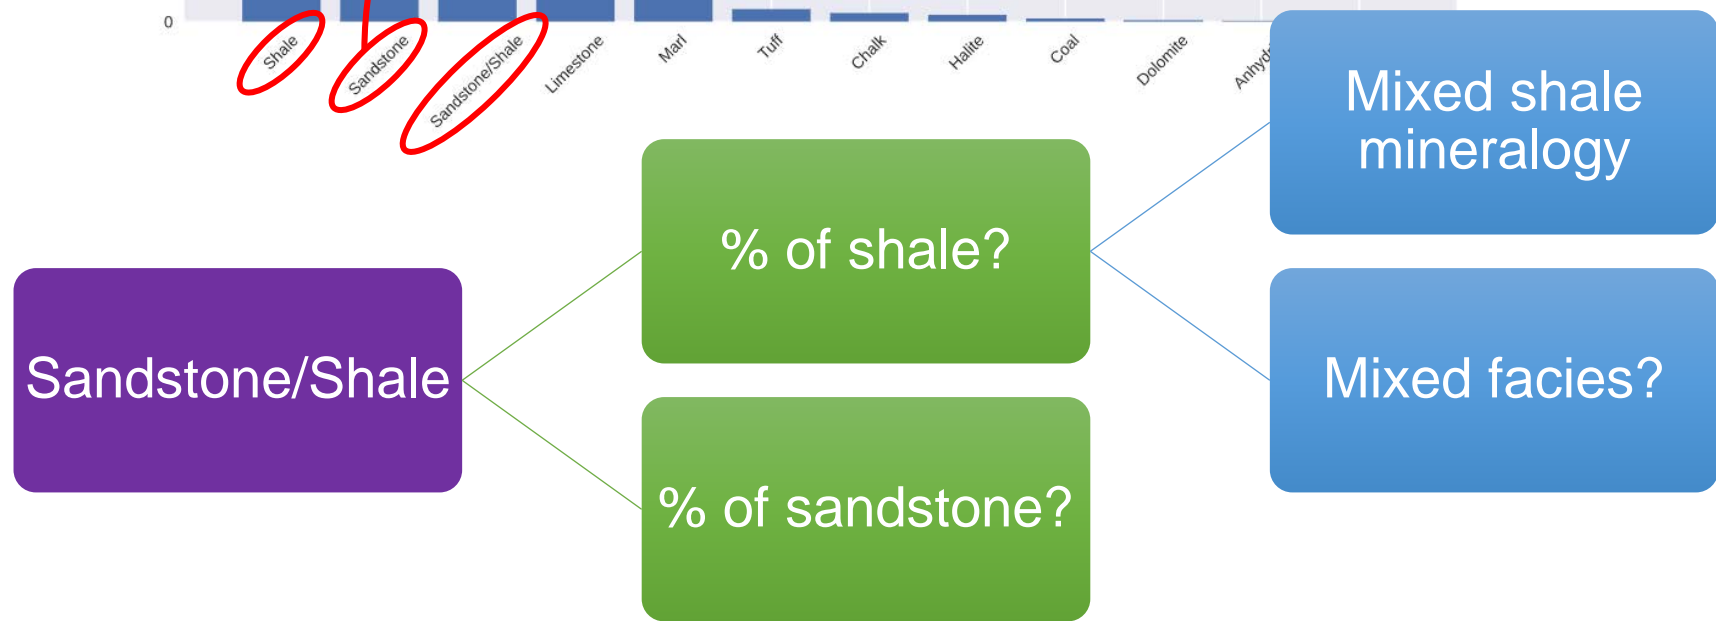 0
Shale
Sandstone
Sandstone/Shale
Limestone
Marl
Tuff
Chalk
Halite
Coal
Dolomite
Mixed shale
mineralogy
% of shale?
Sandstone/Shale
Mixed facies?
% of sandstone?